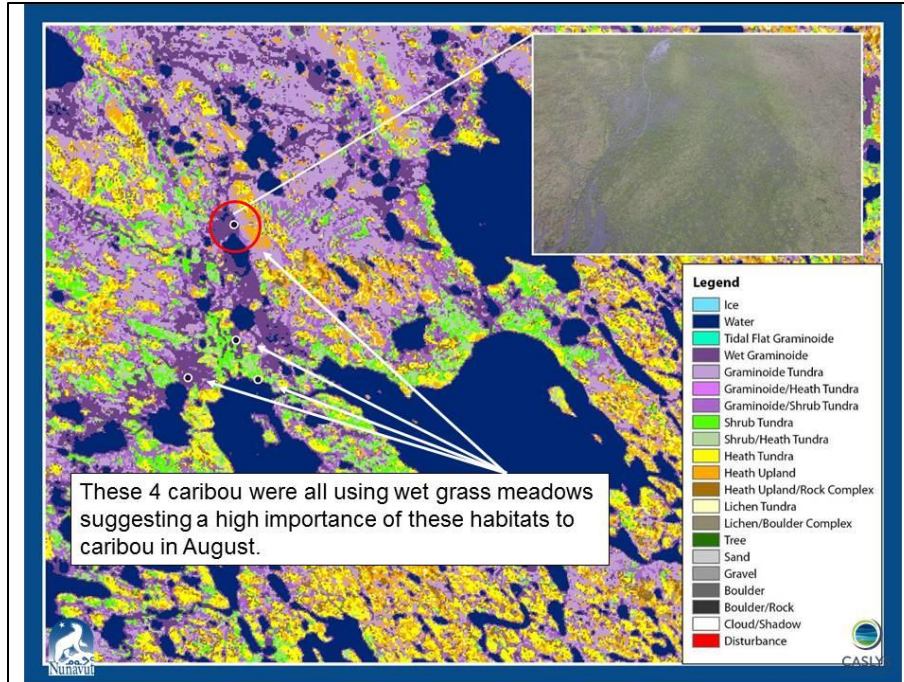 Legend
Ice
Water
Tidal Flat Graminoide
Wet Graminoide
Graminoide Tundra
Graminoide/Heath Tundra
Graminoide/Shrub Tundra
Shrub Tundra
Shrub/Heath Tundra
Heath Tundra
Heath Upland
Heath Upland/Rock Complex
Lichen Tundra
Lichen/Boulder Complex
Tree
Sand
Gravel
Boulder
Boulder/Rock
Cloud/Shadow
Disturbance
These 4 caribou were all using wet grass meadows
suggesting a high importance of these habitats to
caribou in August.
Nunavut